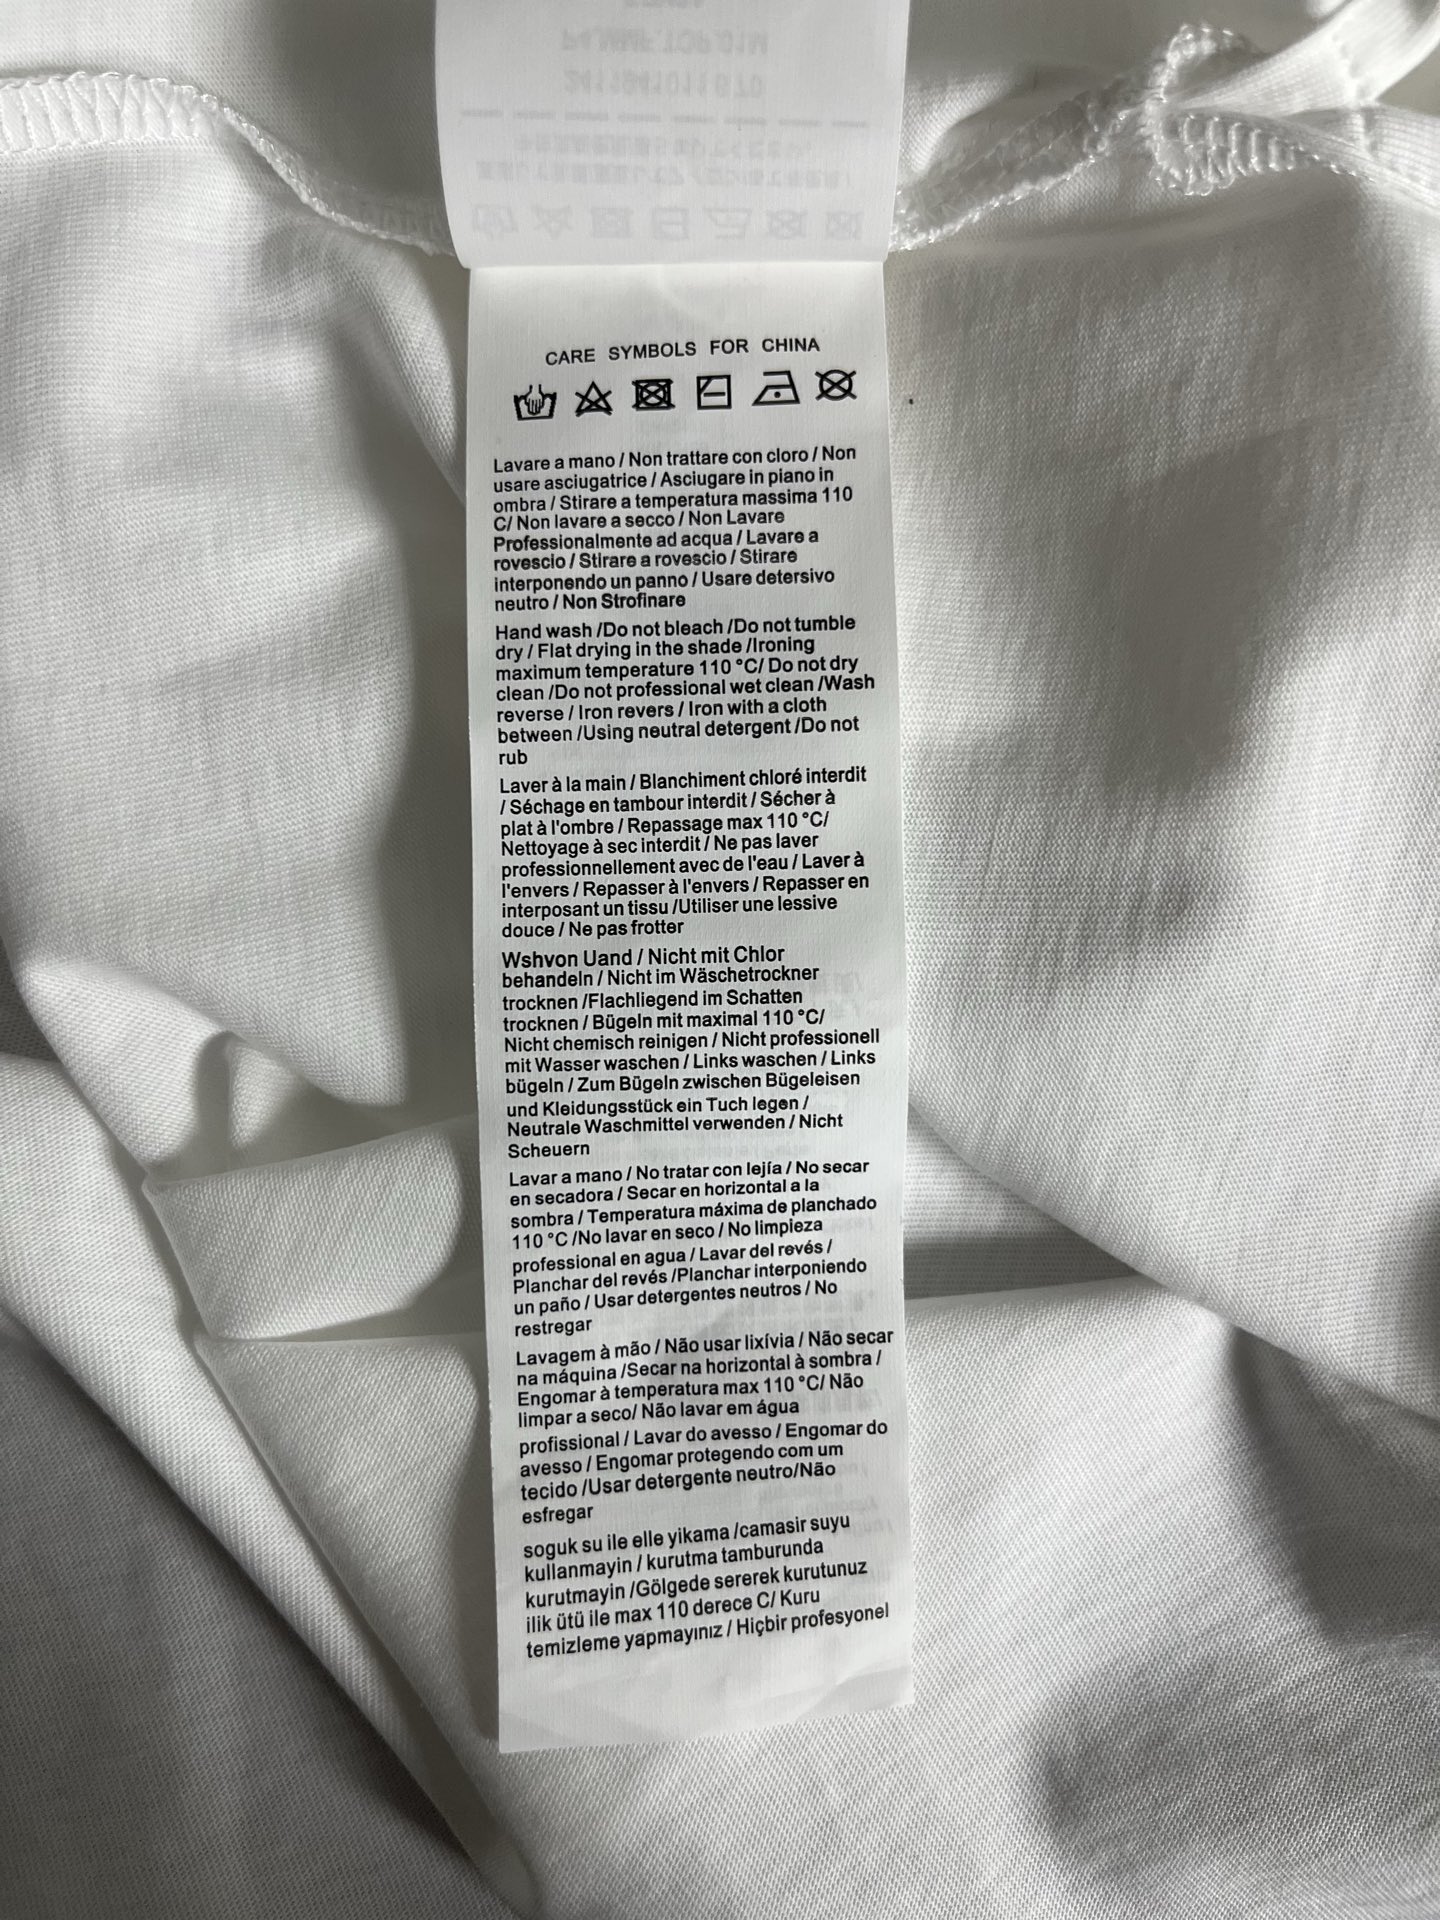 CARE SYMBOLS FOR CHINA
Lavare a mano / Non trattare con cloro / Non
usare asciugatrice / Asciugare in piano in
ombra / Stirare a temperatura massima 110
C/ Non lavare a secco / Non Lavare
Professionalmente ad acqua / Lavare a
rovescio / Stirare a rovescio / Stirare
interponendo un panno / Usare detersivo
neutro / Non Strofinare
Hand wash /Do not bleach /Do not tumble
dry / Flat drying in the shade /Ironing
maximum temperature 110 °C/ Do not dry
clean /Do not professional wet clean /Wash
reverse / Iron revers / Iron with a cloth
between /Using neutral detergent /Do not
rub
Laver à la main / Blanchiment chloré interdit
/ Séchage en tambour interdit / Sécher à
plat à l'ombre / Repassage max 110 °C/
Nettoyage à sec interdit / Ne pas laver
professionnellement avec de l'eau / Laver à
l'envers / Repasser à l'envers / Repasser en
interposant un tissu /Utiliser une lessive
douce / Ne pas frotter
Wshvon Uand / Nicht mit Chlor
behandeln / Nicht im Wäschetrockner
trocknen /Flachliegend im Schatten
trocknen / Bügeln mit maximal 110 °C/
Nicht chemisch reinigen / Nicht professionell
mit Wasser waschen / Links waschen / Links
bügeln / Zum Bügeln zwischen Bügeleisen
und Kleidungsstück ein Tuch legen /
Neutrale Waschmittel verwenden / Nicht
Scheuern
Lavar a mano / No tratar con lejía / No secar
en secadora / Secar en horizontal a la
sombra / Temperatura máxima de planchado
110 °C /No lavar en seco / No limpieza
professional en agua / Lavar del revés /
Planchar del revés /Planchar interponiendo
un paño / Usar detergentes neutros / No
restregar
Lavagem à mão / Não usar lixívia / Não secar
na máquina /Secar na horizontal à sombra /
Engomar à temperatura max 110 °C/ Não
limpar a seco/ Não lavar em água
profissional / Lavar do avesso / Engomar do
avesso / Engomar protegendo com um
tecido /Usar detergente neutro/Não
esfregar
soguk su ile elle yikama /camasir suyu
kullanmayin / kurutma tamburunda
kurutmayin /Gölgede sererek kurutunuz
ilik ütü ile max 110 derece C/ Kuru
temizleme yapmayınız / Hiçbir profesyonel